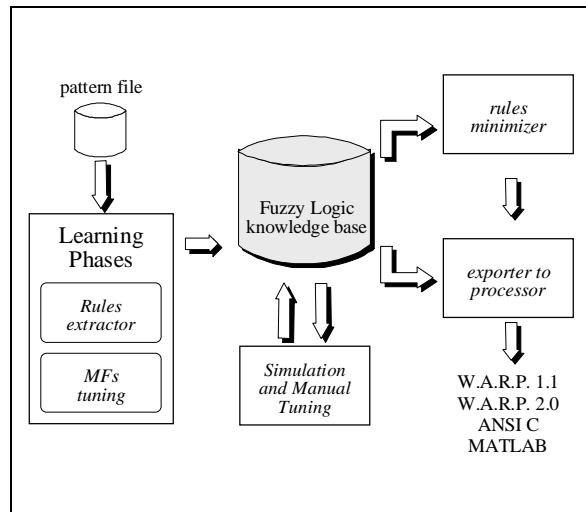 pattern file
Learning
Phases
Rules
extractor
MFs
tuning
Fuzzy Logic
knowledge base
Simulation
and Manual
Tuning
rules
minimizer
exporter to
processor
W.A.R.P. 1.1
W.A.R.P. 2.0
ANSI C
MATLAB